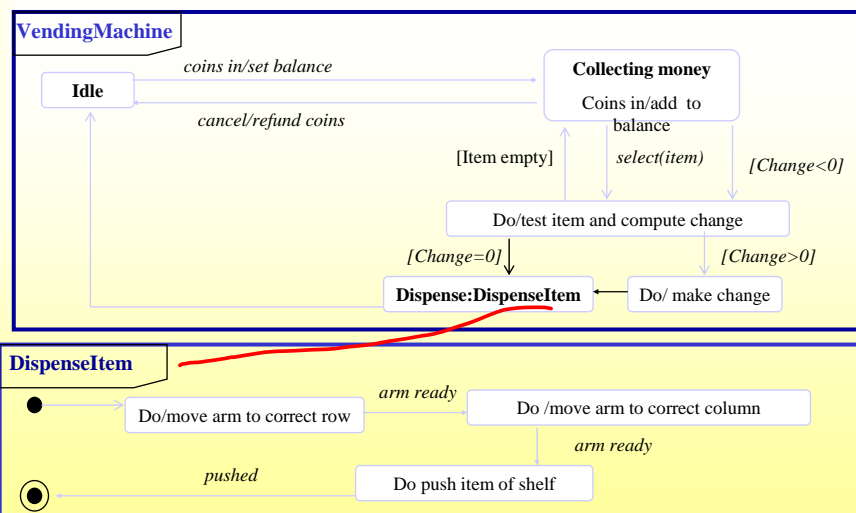 VendingMachine
coins in/set balance
Idle
cancel/refund coins
Collecting money
Coins in/add to
balance
[Item empty]
select(item)
[Change<0]
Do/test item and compute change
[Change=0]
[Change>0]
Dispense:DispenseItem
Do/ make change
DispenseItem
Do/move arm to correct row
arm ready
Do /move arm to correct column
arm ready
Do push item of shelf
pushed